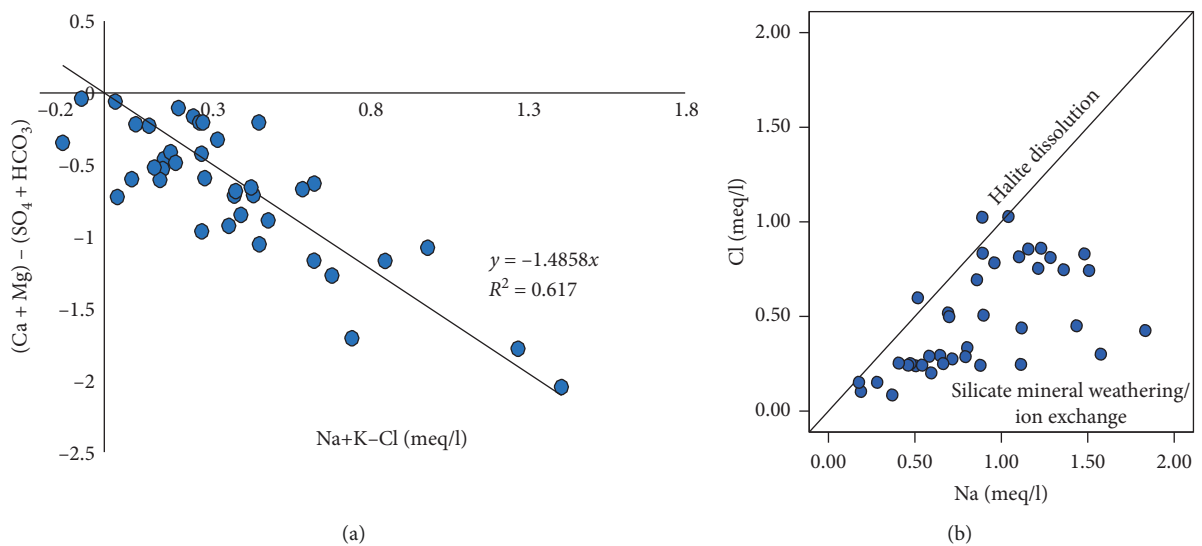 0.5
0
−0.2
0.3
0.8
1.3
1.8
−0.5
−1
−1.5
−2
−2.5
(Ca + Mg) − (SO₄ + HCO₃)
y = −1.4858x
R² = 0.617
Na+K–Cl (meq/l)
(a)
2.00
1.50
1.00
0.50
0.00
Cl (meq/l)
Halite dissolution
Silicate mineral weathering/
ion exchange
0.00
0.50
1.00
1.50
2.00
Na (meq/l)
(b)